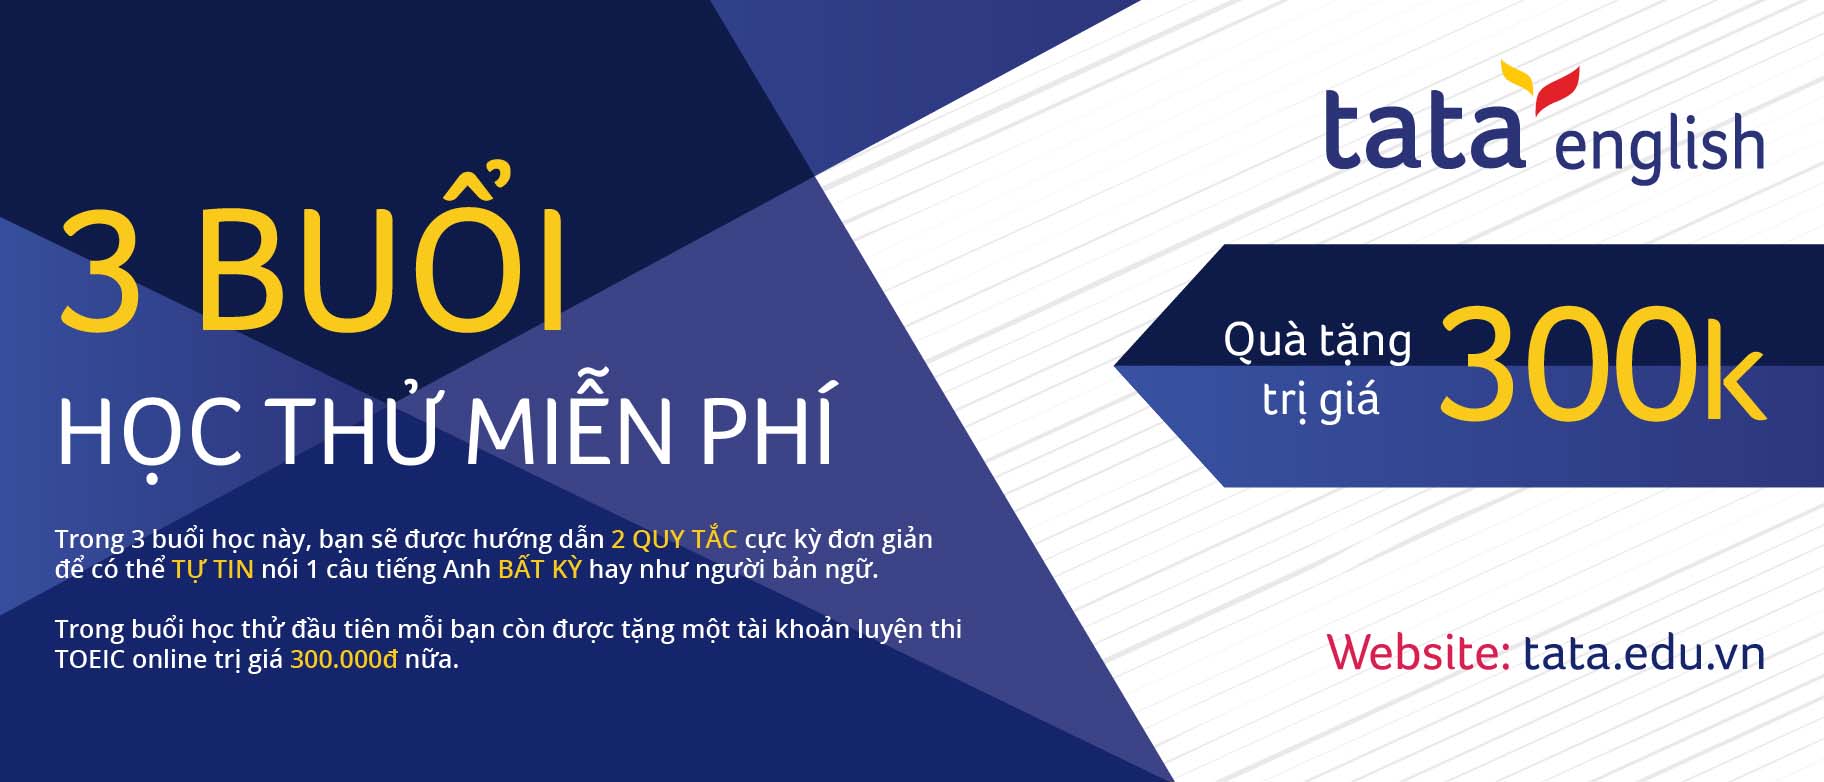 3 BUỔI
HỌC THỬ MIỄN PHÍ
Trong 3 buổi học này, bạn sẽ được hướng dẫn 2 QUY TẮC cực kỳ đơn giản
để có thể TỰ TIN nói 1 câu tiếng Anh BẤT KỲ hay như người bản ngữ.
Trong buổi học thử đầu tiên mỗi bạn còn được tặng một tài khoản luyện thi
TOEIC online trị giá 300.000đ nữa.
tata english
Quà tặng
trị giá
300k
Website: tata.edu.vn